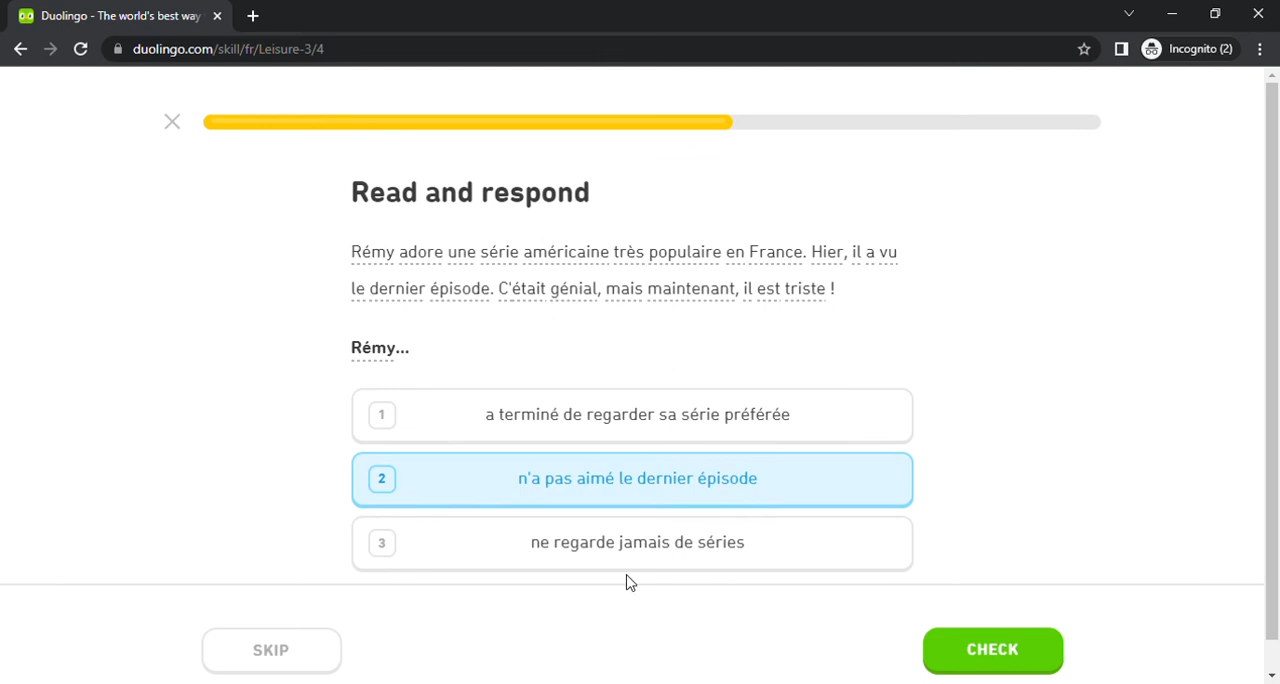 Duolingo - The world's best way
duolingo.com/skill/fr/Leisure-3/4
Incognito (2)
Read and respond
Rémy adore une série américaine très populaire en France. Hier, il a vu
le dernier épisode. C'était génial, mais maintenant, il est triste !
Rémy...
1 a terminé de regarder sa série préférée
2 n'a pas aimé le dernier épisode
3 ne regarde jamais de séries
SKIP
CHECK